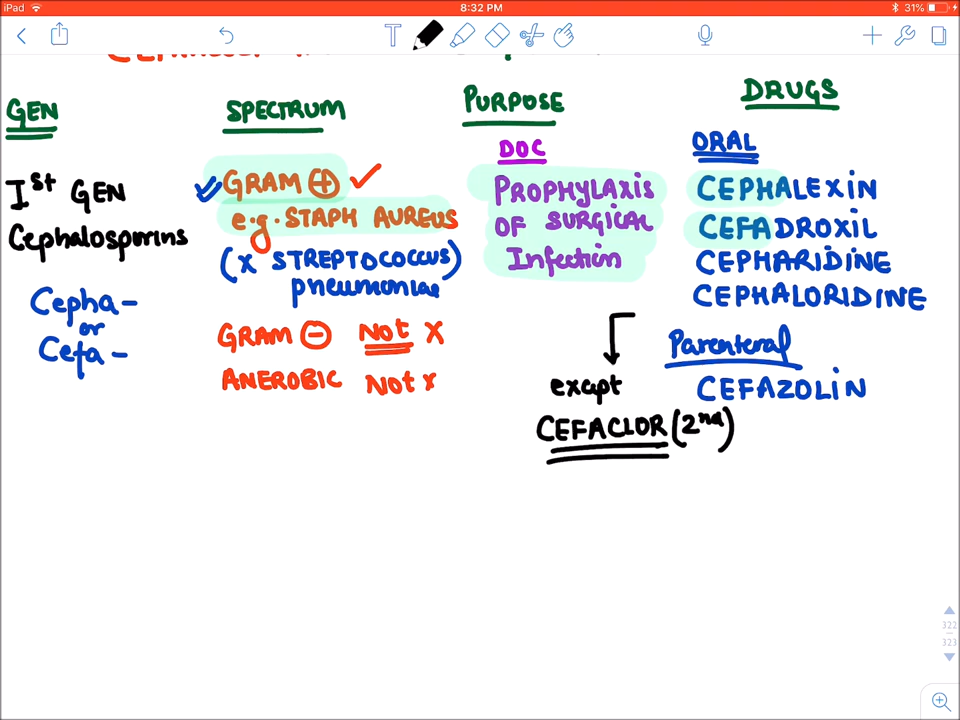 iPad
8:32 PM
31%
T
GEN
SPECTRUM
PURPOSE
DRUGS
DOC
ORAL
Ist GEN
Cephalosporins
Cepha -
or
Cefa -
GRAM +
e.g. STAPH AUREUS
(x STREPTOCOCCUS)
pneumoniae
GRAM - NOT X
ANEROBIC NOT x
PROPHYLAXIS
OF SURGICAL
Infection
CEPHALEXIN
CEFADROXIL
CEPHARIDINE
CEPHALORIDINE
Parenteral
CEFAZOLIN
except
CEFACLOR (2nd)
322
323